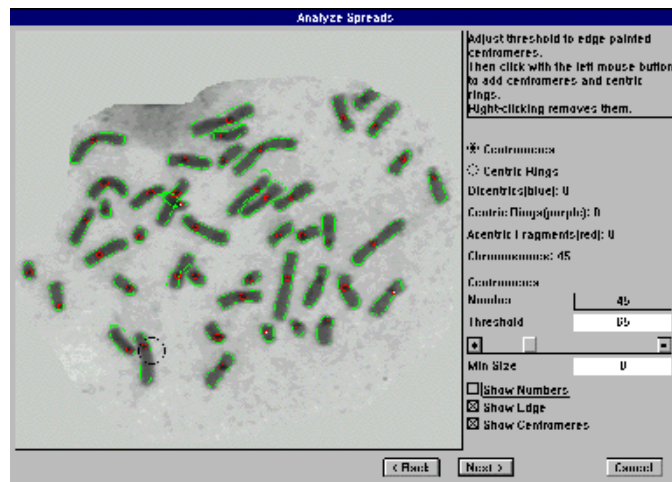 Analyze Spreads
Adjust threshold to edge painted
centromeres.
Then click with the left mouse button
to add centromeres and centric
rings.
Right-clicking removes them.
Centromeres
Centric Rings
Dicentrics(blue): 0
Centric Rings(purple): 0
Acentric Fragments(red): 0
Chromosomes: 45
Centromeres
Number 45
Threshold 65
Min Size 0
Show Numbers
Show Edge
Show Centromeres
< Back Next > Cancel